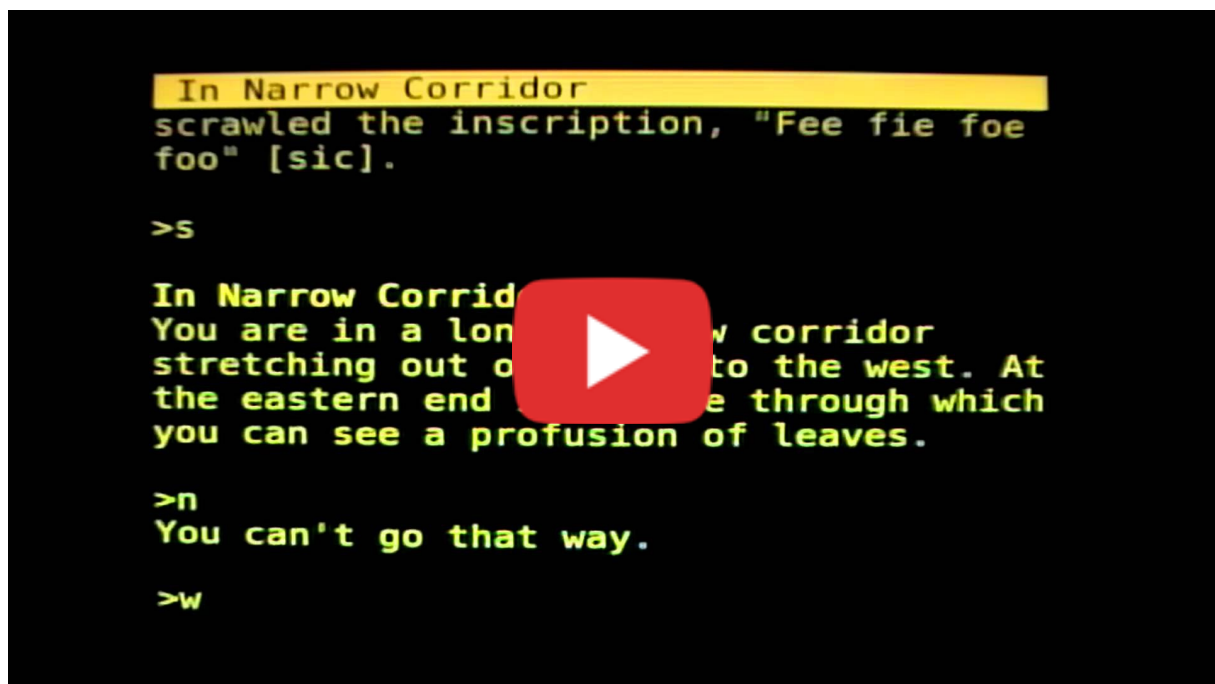 In Narrow Corridor
scrawled the inscription, "Fee fie foe
foo" [sic].
>s
In Narrow Corrid
You are in a lon w corridor
stretching out o to the west. At
the eastern end e through which
you can see a profusion of leaves.
>n
You can't go that way.
>w